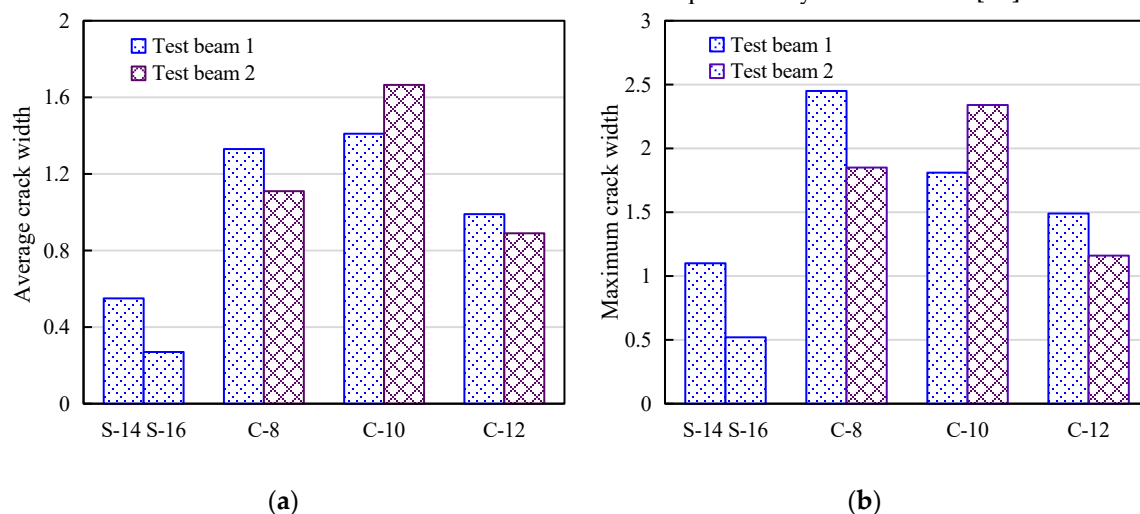 Average crack width
2
1.6
1.2
0.8
0.4
0
Test beam 1
Test beam 2
S-14 S-16 C-8 C-10 C-12
(a)
Maximum crack width
3
2.5
2
1.5
1
0.5
0
Test beam 1
Test beam 2
S-14 S-16 C-8 C-10 C-12
(b)